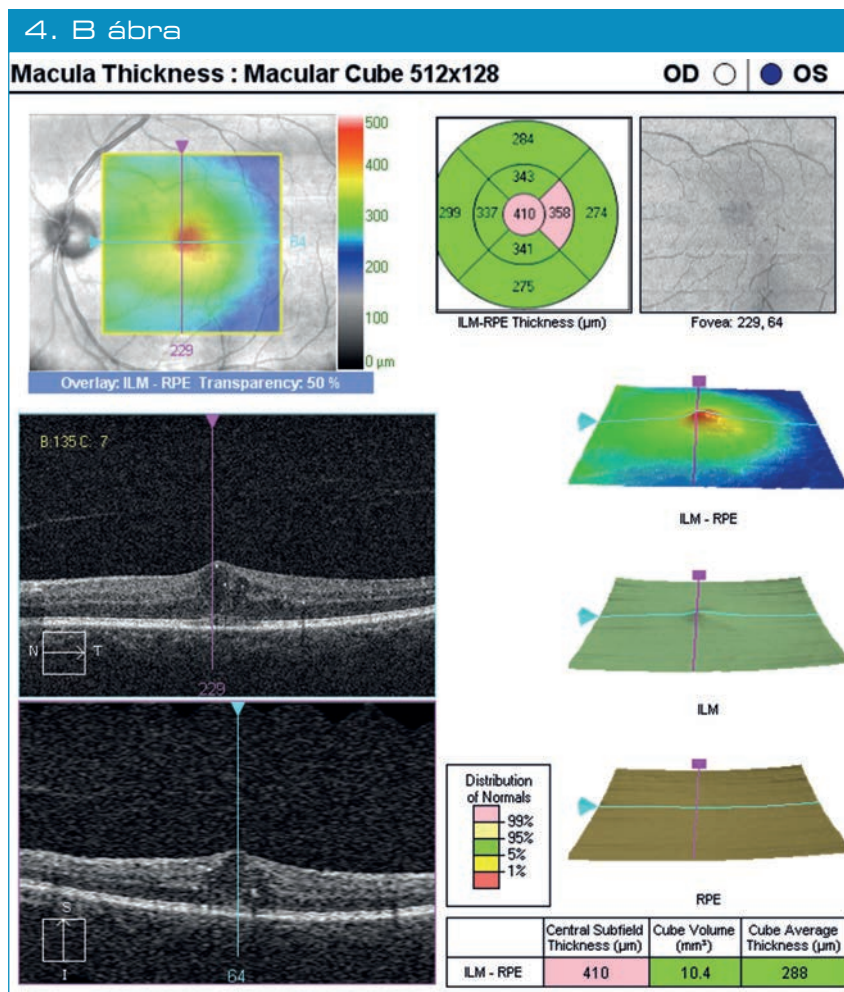 4. B ábra
Macula Thickness : Macular Cube 512x128
OD OS
500
400
300
200
100
0 µm
64
229
Overlay: ILM - RPE Transparency: 50 %
284
343
299 337 410 358 274
341
275
ILM-RPE Thickness (µm)
Fovea: 229, 64
B:135 C: 7
N T
229
S
I
64
ILM - RPE
ILM
RPE
Distribution
of Normals
99%
95%
5%
1%
Central Subfield Thickness (µm)
Cube Volume (mm³)
Cube Average Thickness (µm)
ILM - RPE 410 10.4 288